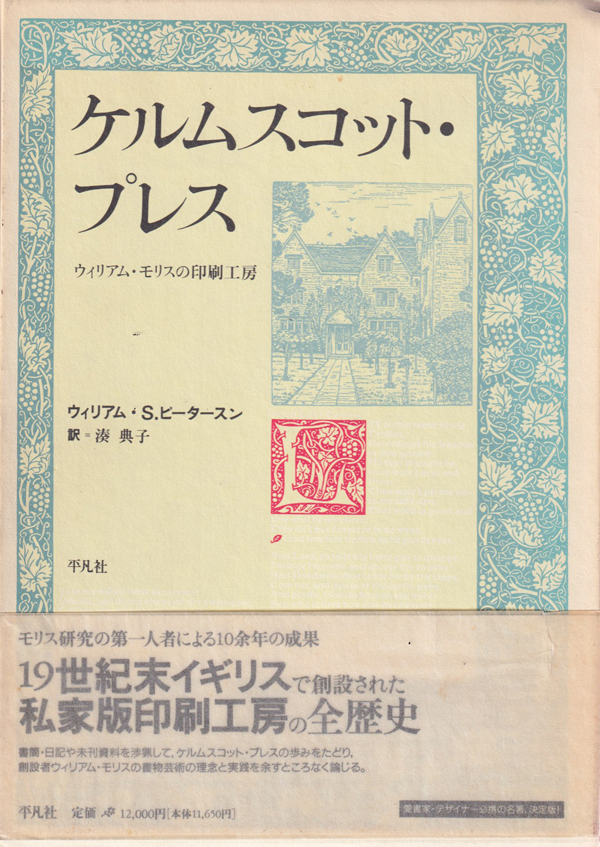 ケルムスコット・
プレス
ウィリアム・モリスの印刷工房
ウィリアム・S.ピータースン
訳＝湊 典子
平凡社
モリス研究の第一人者による10余年の成果
19世紀末イギリスで創設された
私家版印刷工房の全歴史
書簡・日記や未刊資料を渉猟して、ケルムスコット・プレスの歩みをたどり、
創設者ウィリアム・モリスの書物芸術の理念と実践を余すところなく論じる。
平凡社 定価 12,000円[本体11,650円]
愛書家・デザイナー必携の名著、決定版!